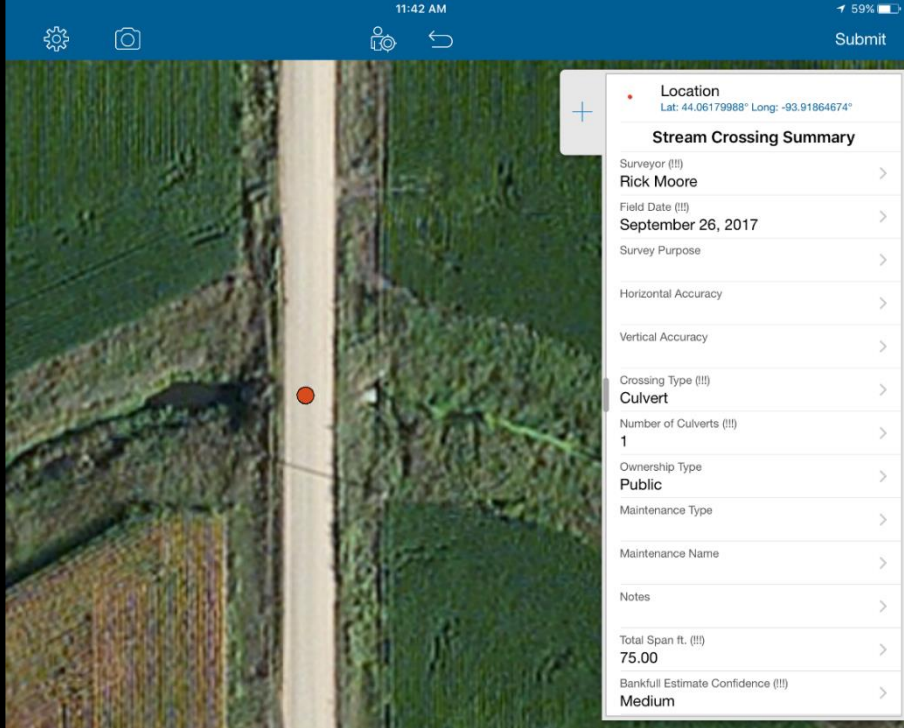 11:42 AM
59%
Submit
Location
Lat: 44.06179988° Long: -93.91864674°
Stream Crossing Summary
Surveyor (!!!)
Rick Moore
Field Date (!!!)
September 26, 2017
Survey Purpose
Horizontal Accuracy
Vertical Accuracy
Crossing Type (!!!)
Culvert
Number of Culverts (!!!)
1
Ownership Type
Public
Maintenance Type
Maintenance Name
Notes
Total Span ft. (!!!)
75.00
Bankfull Estimate Confidence (!!!)
Medium